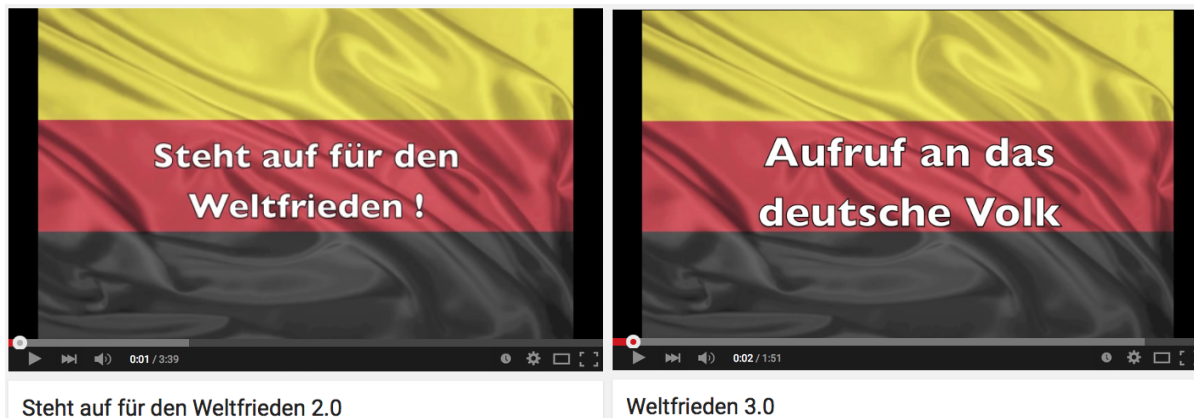 Steht auf für den
Weltfrieden !
0:01 / 3:39
Steht auf für den Weltfrieden 2.0
Aufruf an das
deutsche Volk
0:02 / 1:51
Weltfrieden 3.0